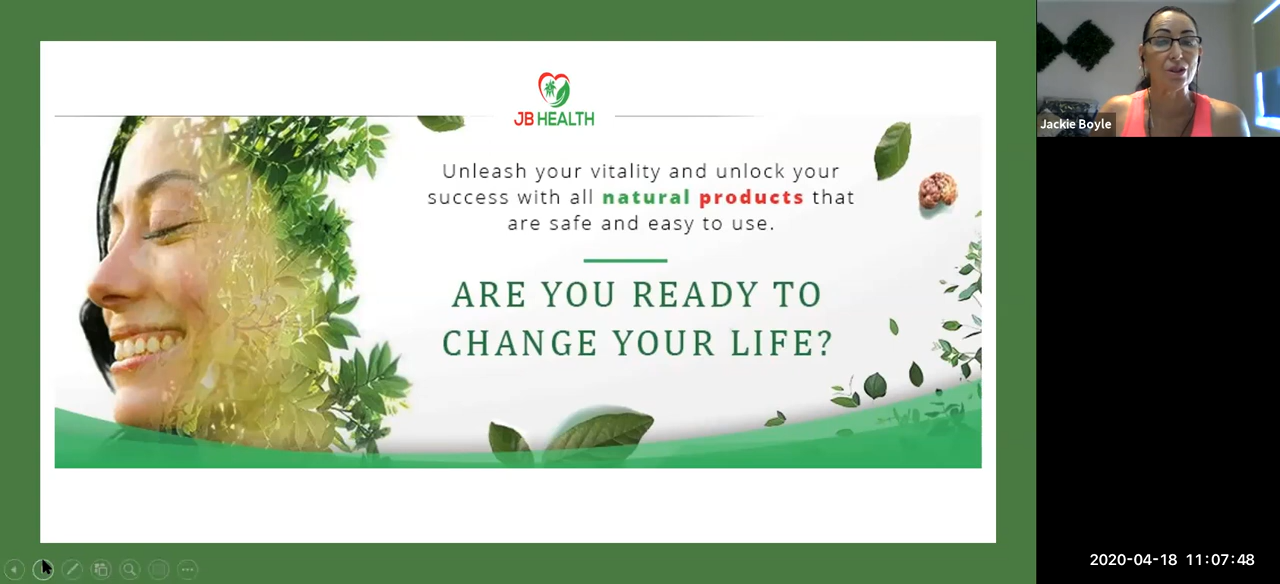 JB HEALTH
Unleash your vitality and unlock your
success with all natural products that
are safe and easy to use.
ARE YOU READY TO
CHANGE YOUR LIFE?
Jackie Boyle
2020-04-18 11:07:48